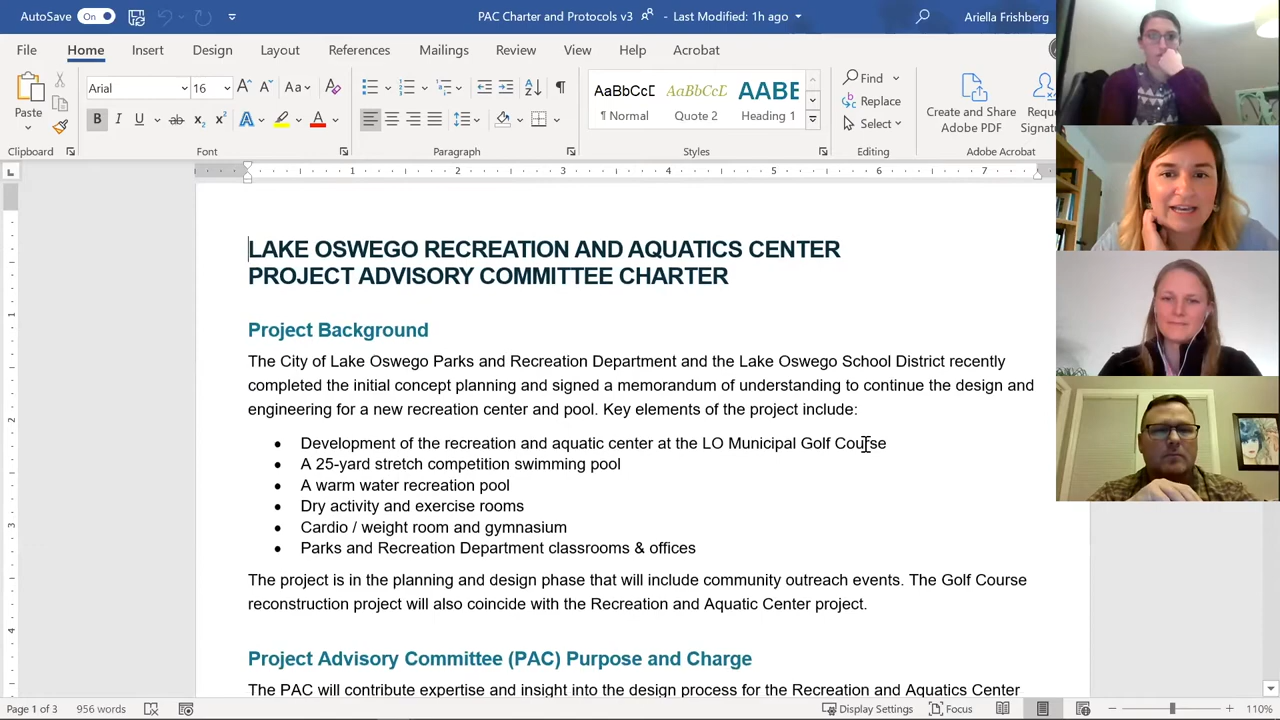 AutoSave On
PAC Charter and Protocols v3 - Last Modified: 1h ago
Ariella Frishberg
File Home Insert Design Layout References Mailings Review View Help Acrobat
Paste
Clipboard
Arial 16
Font
Paragraph
AaBbCcD AaBbCcD AABB
¶ Normal Quote 2 Heading 1
Styles
Find
Replace
Select
Editing
Create and Share
Adobe PDF
Adobe Acrobat
1 2 3 4 5 6 7
LAKE OSWEGO RECREATION AND AQUATICS CENTER
PROJECT ADVISORY COMMITTEE CHARTER
Project Background
The City of Lake Oswego Parks and Recreation Department and the Lake Oswego School District recently
completed the initial concept planning and signed a memorandum of understanding to continue the design and
engineering for a new recreation center and pool. Key elements of the project include:
• Development of the recreation and aquatic center at the LO Municipal Golf Course
• A 25-yard stretch competition swimming pool
• A warm water recreation pool
• Dry activity and exercise rooms
• Cardio / weight room and gymnasium
• Parks and Recreation Department classrooms & offices
The project is in the planning and design phase that will include community outreach events. The Golf Course
reconstruction project will also coincide with the Recreation and Aquatic Center project.
Project Advisory Committee (PAC) Purpose and Charge
The PAC will contribute expertise and insight into the design process for the Recreation and Aquatics Center
Page 1 of 3 956 words
Display Settings Focus 110%